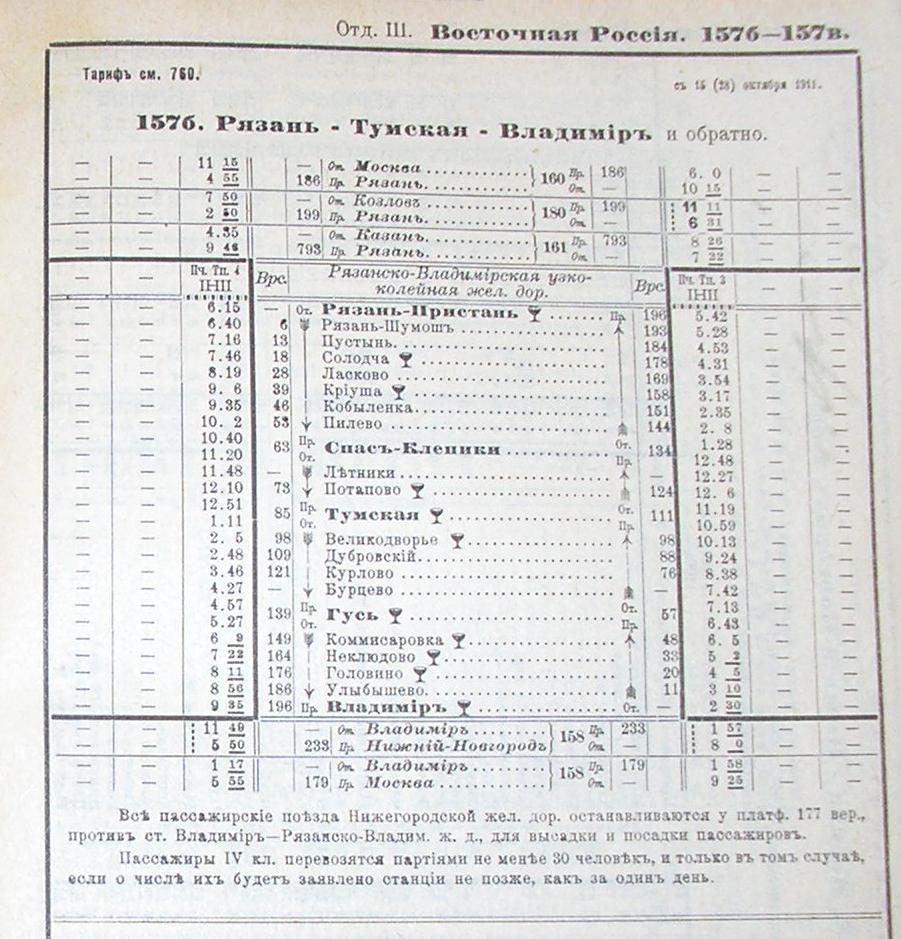 Отд. III. Восточная Россія. 157б—157в.
Тарифъ см. 760. съ 15 (28) октября 1911.
157б. Рязань - Тумская - Владиміръ и обратно.
— — 11 15 — От. Москва 160 Пр. 186 6. 0 — —
— — 4 55 186 Пр. Рязань. От. — 10 15 — —
— — 7 50 — От. Козловъ 180 Пр. 199 11 11 — —
— — 2 50 199 Пр. Рязань. От. — 6 31 — —
— — 4.35 — От. Казань. 161 Пр. 793 8 26 — —
— — 9 48 793 Пр. Рязань. От. — 7 22 — —
— — Пч. Тп. 4 Врс. Рязанско-Владимірская узко- Врс. Пч. Тп. 3 — —
IHII колейная жел. дор. IHII
— — 6.15 — От. Рязань-Пристань Пр. 196 5.42 — —
— — 6.40 6 Рязань-Шумошъ 193 5.28 — —
— — 7.16 13 Пустынь. 184 4.53 — —
— — 7.46 18 Солодча 178 4.31 — —
— — 8.19 28 Ласково 169 3.54 — —
— — 9. 6 39 Кріуша 158 3.17 — —
— — 9.35 46 Кобыленка. 151 2.35 — —
— — 10. 2 53 Пилево 144 2. 8 — —
— — 10.40 63 Пр. Спасъ-Клепики От. 134 1.28 — —
— — 11.20 От. Пр. 12.48 — —
— — 11.48 — Лѣтники — 12.27 — —
— — 12.10 73 Потапово 124 12. 6 — —
— — 12.51 85 Пр. Тумская От. 111 11.19 — —
— — 1.11 От. Пр. 10.59 — —
— — 2. 5 98 Великодворье 98 10.13 — —
— — 2.48 109 Дубровскій. 88 9.24 — —
— — 3.46 121 Курлово 76 8.38 — —
— — 4.27 — Бурцево — 7.42 — —
— — 4.57 139 Пр. Гусь От. 57 7.13 — —
— — 5.27 От. Пр. 6.43 — —
— — 6 9 149 Коммисаровка 48 6. 5 — —
— — 7 22 164 Неклюдово 33 5 2 — —
— — 8 11 176 Головино 20 4 5 — —
— — 8 56 186 Улыбышево. 11 3 10 — —
— — 9 35 196 Пр. Владиміръ От. — 2 30 — —
— — 11 49 — От. Владиміръ 158 Пр. 233 1 57 — —
— — 5 50 233 Пр. Нижній-Новгородъ От. — 8 0 — —
— — 1 17 — От. Владиміръ 158 Пр. 179 1 58 — —
— — 5 55 179 Пр. Москва От. — 9 25 — —
Всѣ пассажирскіе поѣзда Нижегородской жел. дор. останавливаются у платф. 177 вер.,
противъ ст. Владиміръ—Рязанско-Владим. ж. д., для высадки и посадки пассажировъ.
Пассажиры IV кл. перевозятся партіями не менѣе 30 человѣкъ, и только въ томъ случаѣ,
если о числѣ ихъ будетъ заявлено станціи не позже, какъ за одинъ день.